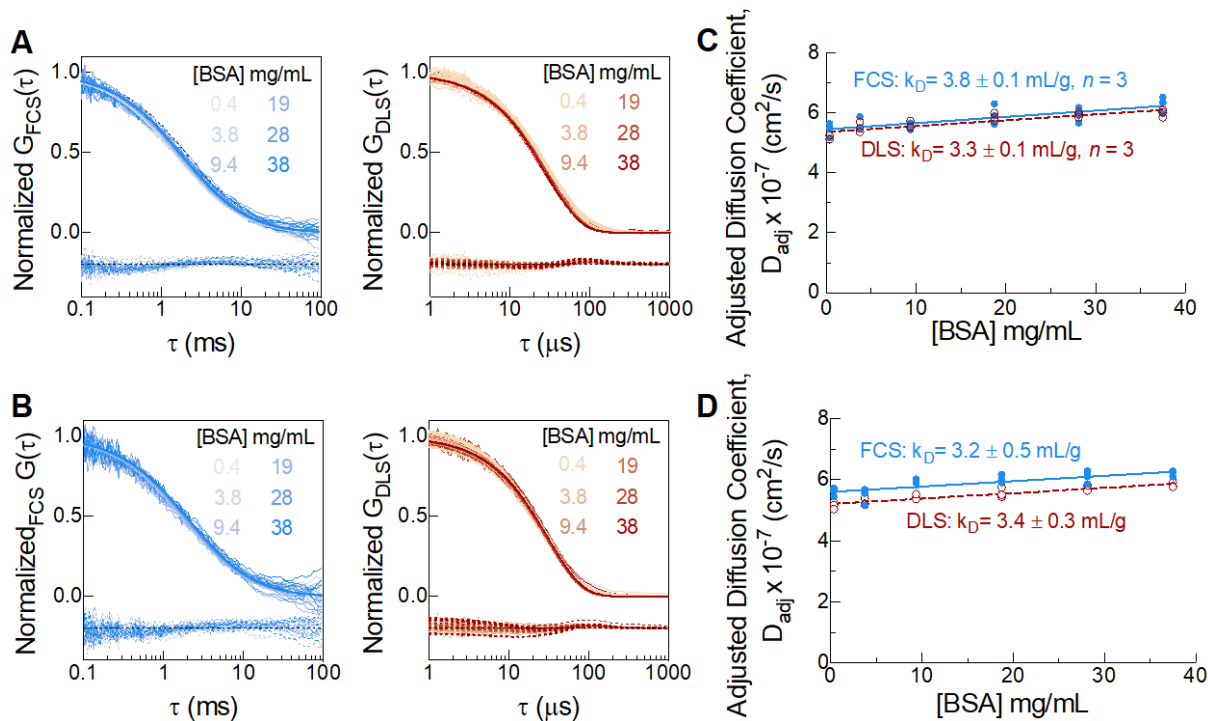 A
Normalized G_FCS(τ)
1.0
0.5
0.0
[BSA] mg/mL
0.4 19
3.8 28
9.4 38
0.1 1 10 100
τ (ms)
Normalized G_DLS(τ)
1.0
0.5
0.0
[BSA] mg/mL
0.4 19
3.8 28
9.4 38
1 10 100 1000
τ (μs)
C
Adjusted Diffusion Coefficient,
D_adj x 10^-7 (cm^2/s)
8
6
4
2
0
FCS: k_D= 3.8 ± 0.1 mL/g, n = 3
DLS: k_D= 3.3 ± 0.1 mL/g, n = 3
0 10 20 30 40
[BSA] mg/mL
B
Normalized_FCS G(τ)
1.0
0.5
0.0
[BSA] mg/mL
0.4 19
3.8 28
9.4 38
0.1 1 10 100
τ (ms)
Normalized G_DLS(τ)
1.0
0.5
0.0
[BSA] mg/mL
0.4 19
3.8 28
9.4 38
1 10 100 1000
τ (μs)
D
Adjusted Diffusion Coefficient,
D_adj x 10^-7 (cm^2/s)
8
6
4
2
0
FCS: k_D= 3.2 ± 0.5 mL/g
DLS: k_D= 3.4 ± 0.3 mL/g
0 10 20 30 40
[BSA] mg/mL